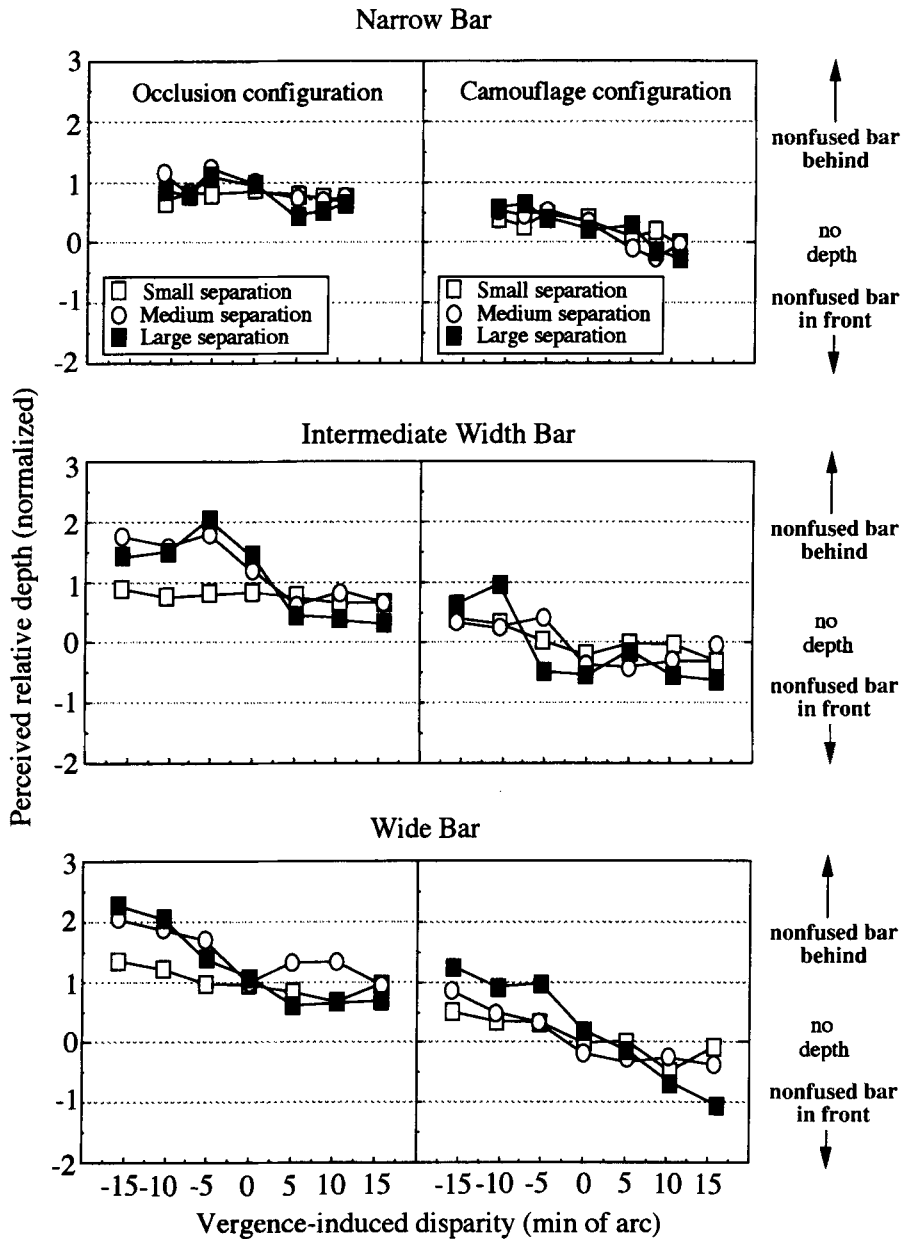 Narrow Bar
3
2
1
0
-1
-2
Occlusion configuration
Small separation
Medium separation
Large separation
Camouflage configuration
Small separation
Medium separation
Large separation
nonfused bar
behind
no
depth
nonfused bar
in front
Intermediate Width Bar
3
2
1
0
-1
-2
nonfused bar
behind
no
depth
nonfused bar
in front
Perceived relative depth (normalized)
Wide Bar
3
2
1
0
-1
-2
nonfused bar
behind
no
depth
nonfused bar
in front
-15 -10 -5 0 5 10 15 -15 -10 -5 0 5 10 15
Vergence-induced disparity (min of arc)